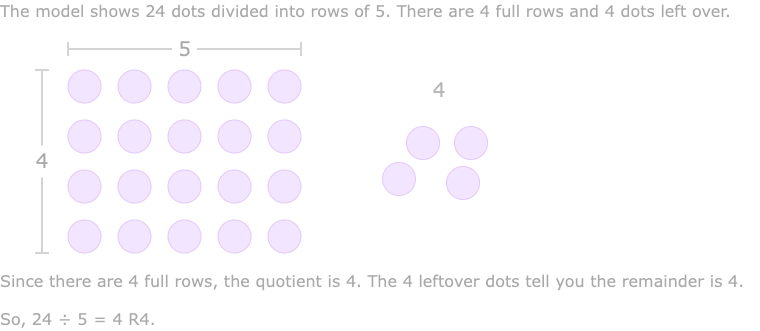 The model shows 24 dots divided into rows of 5. There are 4 full rows and 4 dots left over.
5
4
4
Since there are 4 full rows, the quotient is 4. The 4 leftover dots tell you the remainder is 4.
So, 24 ÷ 5 = 4 R4.